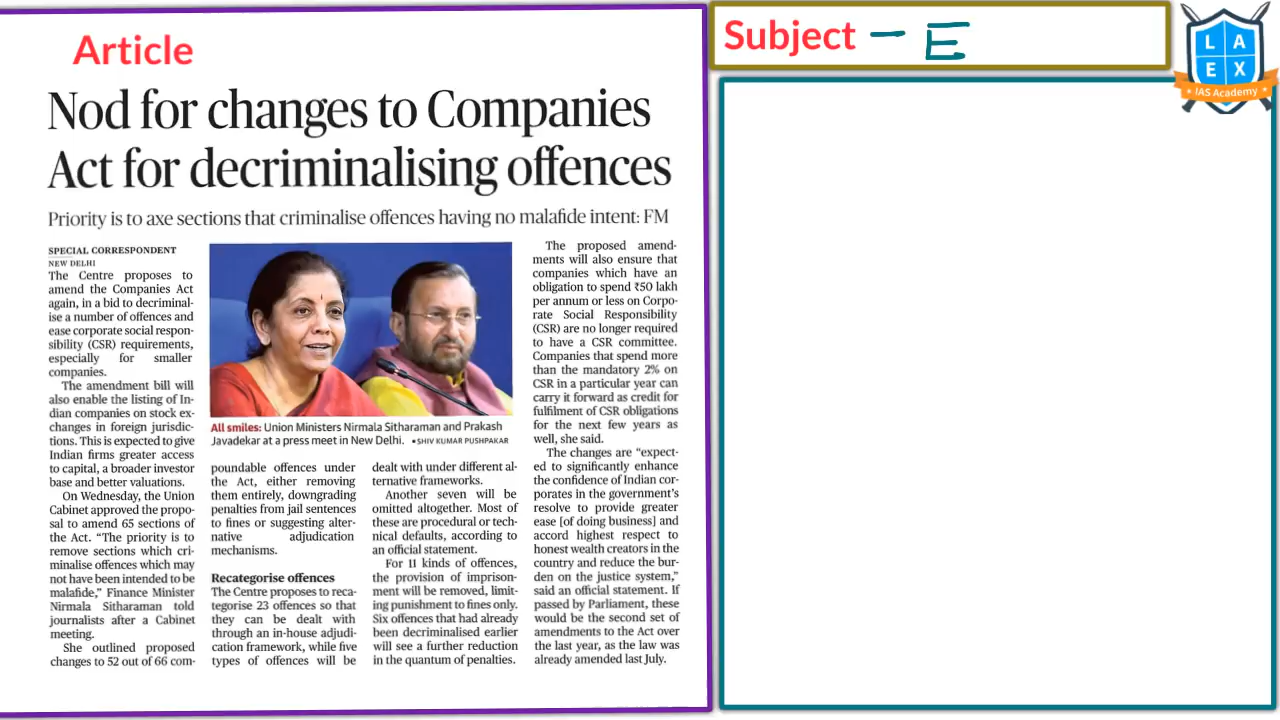 Article
Subject - E
L A
E X
IAS Academy
Nod for changes to Companies
Act for decriminalising offences
Priority is to axe sections that criminalise offences having no malafide intent: FM
SPECIAL CORRESPONDENT
NEW DELHI
The Centre proposes to
amend the Companies Act
again, in a bid to decriminal-
ise a number of offences and
ease corporate social respon-
sibility (CSR) requirements,
especially for smaller
companies.
The amendment bill will
also enable the listing of In-
dian companies on stock ex-
changes in foreign jurisdic-
tions. This is expected to give
Indian firms greater access
to capital, a broader investor
base and better valuations.
On Wednesday, the Union
Cabinet approved the propo-
sal to amend 65 sections of
the Act. “The priority is to
remove sections which cri-
minalise offences which may
not have been intended to be
malafide,” Finance Minister
Nirmala Sitharaman told
journalists after a Cabinet
meeting.
She outlined proposed
changes to 52 out of 66 com-
All smiles: Union Ministers Nirmala Sitharaman and Prakash
Javadekar at a press meet in New Delhi. •SHIV KUMAR PUSHPAKAR
poundable offences under
the Act, either removing
them entirely, downgrading
penalties from jail sentences
to fines or suggesting alter-
native adjudication
mechanisms.
Recategorise offences
The Centre proposes to reca-
tegorise 23 offences so that
they can be dealt with
through an in-house adjudi-
cation framework, while five
types of offences will be
dealt with under different al-
ternative frameworks.
Another seven will be
omitted altogether. Most of
these are procedural or tech-
nical defaults, according to
an official statement.
For 11 kinds of offences,
the provision of imprison-
ment will be removed, limit-
ing punishment to fines only.
Six offences that had already
been decriminalised earlier
will see a further reduction
in the quantum of penalties.
The proposed amend-
ments will also ensure that
companies which have an
obligation to spend ₹50 lakh
per annum or less on Corpo-
rate Social Responsibility
(CSR) are no longer required
to have a CSR committee.
Companies that spend more
than the mandatory 2% on
CSR in a particular year can
carry it forward as credit for
fulfilment of CSR obligations
for the next few years as
well, she said.
The changes are “expect-
ed to significantly enhance
the confidence of Indian cor-
porates in the government’s
resolve to provide greater
ease [of doing business] and
accord highest respect to
honest wealth creators in the
country and reduce the bur-
den on the justice system,”
said an official statement. If
passed by Parliament, these
would be the second set of
amendments to the Act over
the last year, as the law was
already amended last July.